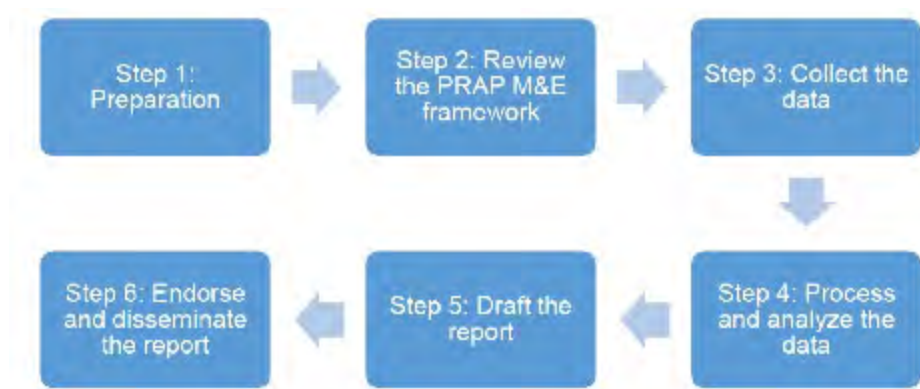 Step 1:
Preparation
Step 2: Review
the PRAP M&E
framework
Step 3: Collect the
data
Step 4: Process
and analyze the
data
Step 5: Draft the
report
Step 6: Endorse
and disseminate
the report